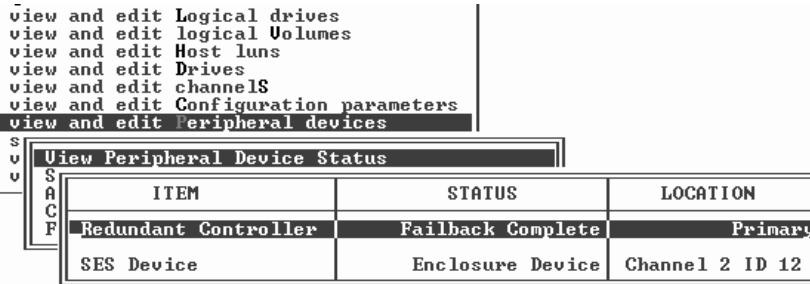 view and edit Logical drives
view and edit logical Volumes
view and edit Host luns
view and edit Drives
view and edit channelS
view and edit Configuration parameters
view and edit Peripheral devices
s
v View Peripheral Device Status
v S
A ITEM STATUS LOCATION
C
F Redundant Controller Failback Complete Primary
SES Device Enclosure Device Channel 2 ID 12